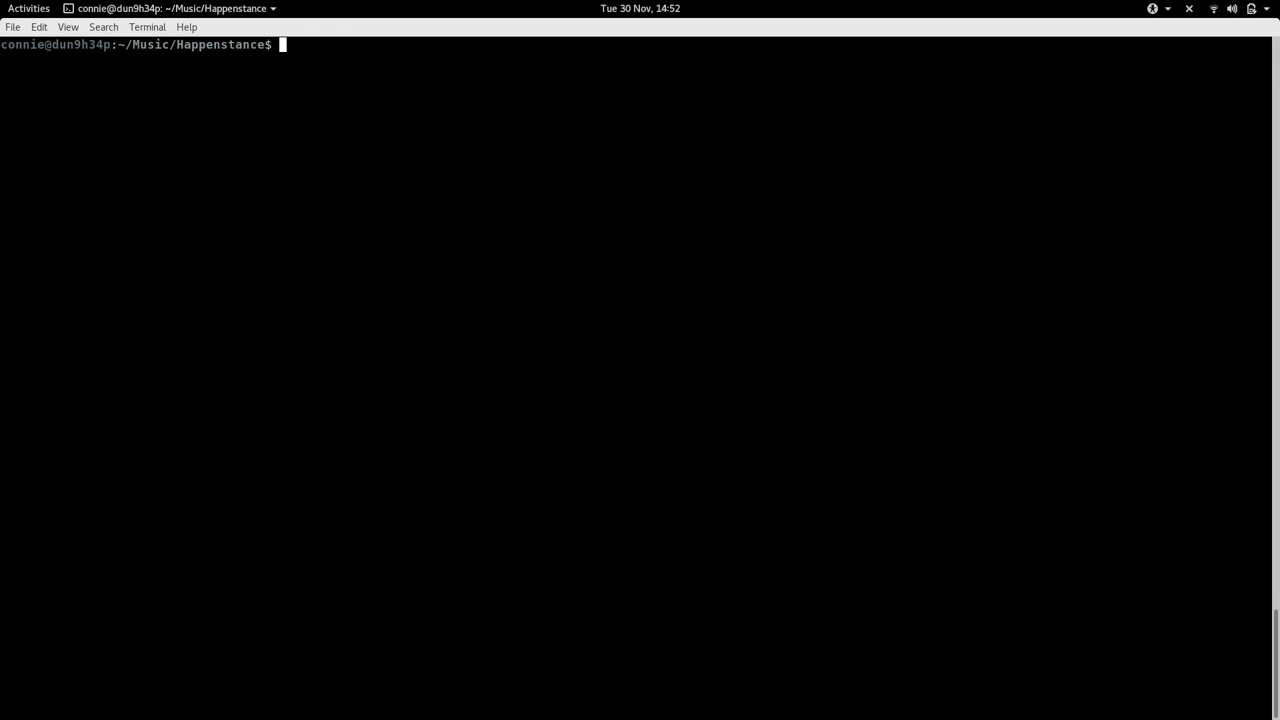 Activities connie@dun9h34p: ~/Music/Happenstance Tue 30 Nov, 14:52
File Edit View Search Terminal Help
connie@dun9h34p:~/Music/Happenstance$